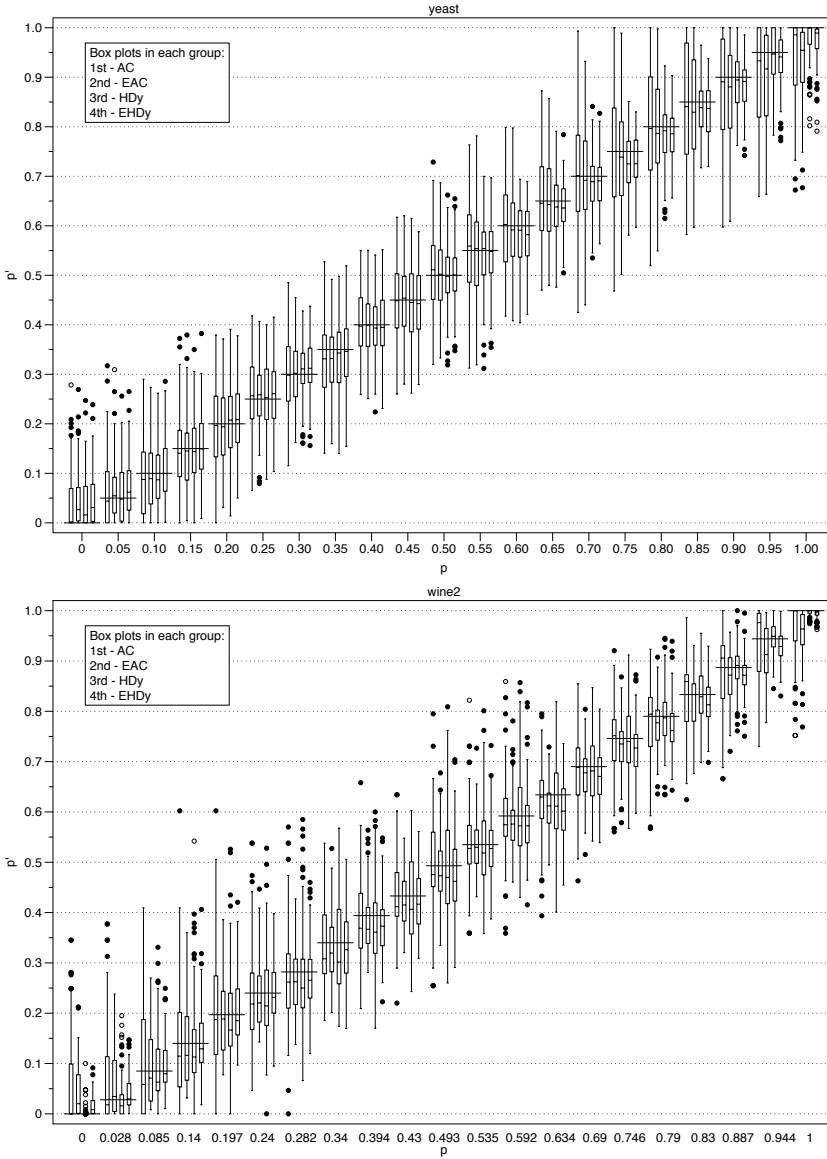 yeast
1.0
0.9
0.8
0.7
0.6
0.5
0.4
0.3
0.2
0.1
0
p'
Box plots in each group:
1st - AC
2nd - EAC
3rd - HDy
4th - EHDy
0 0.05 0.10 0.15 0.20 0.25 0.30 0.35 0.40 0.45 0.50 0.55 0.60 0.65 0.70 0.75 0.80 0.85 0.90 0.95 1.00
p
wine2
1.0
0.9
0.8
0.7
0.6
0.5
0.4
0.3
0.2
0.1
0
p'
Box plots in each group:
1st - AC
2nd - EAC
3rd - HDy
4th - EHDy
0 0.028 0.085 0.14 0.197 0.24 0.282 0.34 0.394 0.43 0.493 0.535 0.592 0.634 0.69 0.746 0.79 0.83 0.887 0.944 1
p